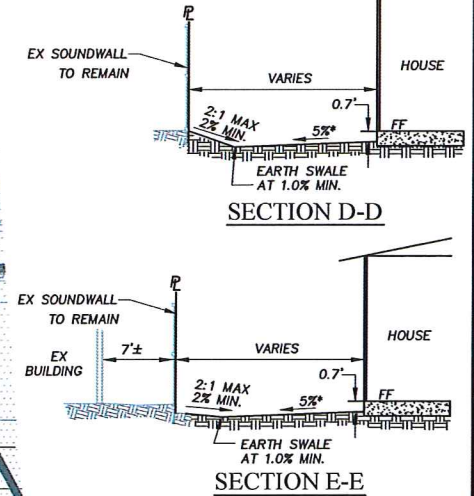 PL
EX SOUNDWALL
TO REMAIN
VARIES
HOUSE
2:1 MAX
2% MIN.
0.7'
5%*
FF
EARTH SWALE
AT 1.0% MIN.
SECTION D-D
PL
EX SOUNDWALL
TO REMAIN
EX
BUILDING
7'±
VARIES
HOUSE
2:1 MAX
2% MIN.
0.7'
5%*
FF
EARTH SWALE
AT 1.0% MIN.
SECTION E-E